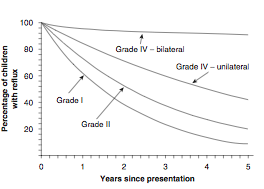 Percentage of children
with reflux
100
80
60
40
20
Grade IV – bilateral
Grade IV – unilateral
Grade I
Grade II
0
1
2
3
4
5
Years since presentation